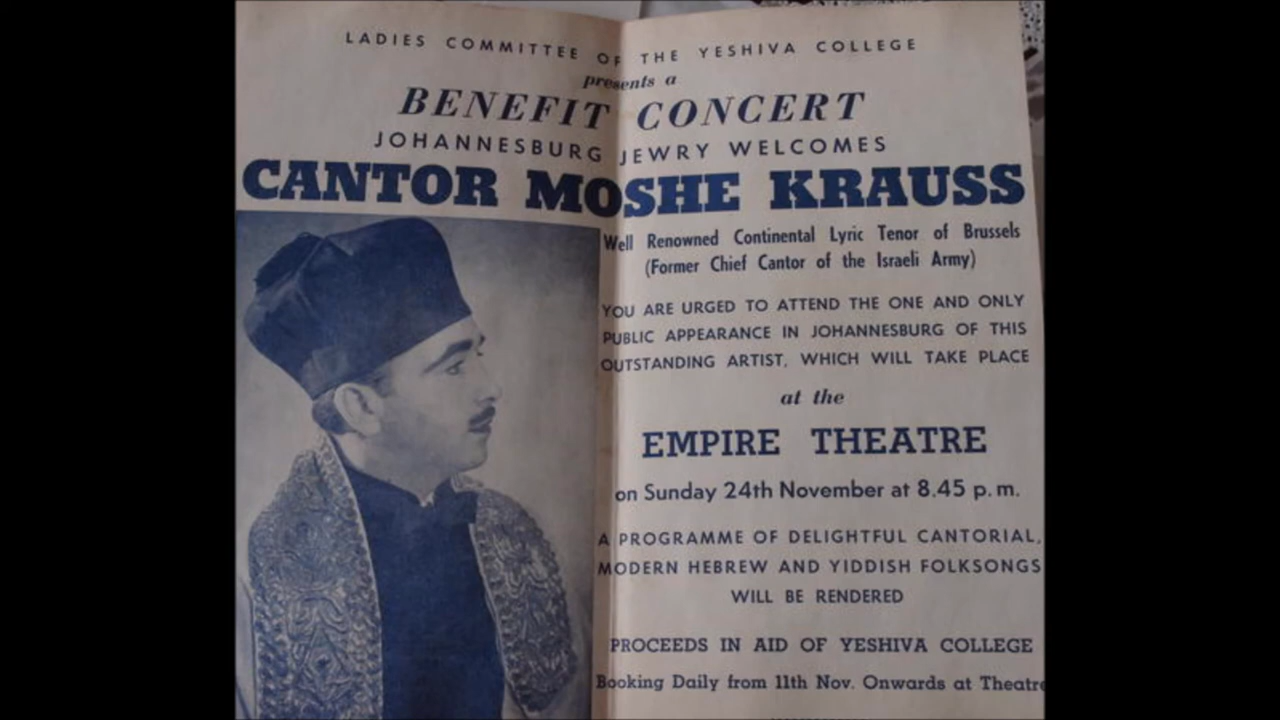 LADIES COMMITTEE OF THE YESHIVA COLLEGE
presents a
BENEFIT CONCERT
JOHANNESBURG JEWRY WELCOMES
CANTOR MOSHE KRAUSS
Well Renowned Continental Lyric Tenor of Brussels
(Former Chief Cantor of the Israeli Army)
YOU ARE URGED TO ATTEND THE ONE AND ONLY
PUBLIC APPEARANCE IN JOHANNESBURG OF THIS
OUTSTANDING ARTIST, WHICH WILL TAKE PLACE
at the
EMPIRE THEATRE
on Sunday 24th November at 8.45 p.m.
A PROGRAMME OF DELIGHTFUL CANTORIAL,
MODERN HEBREW AND YIDDISH FOLKSONGS
WILL BE RENDERED
PROCEEDS IN AID OF YESHIVA COLLEGE
Booking Daily from 11th Nov. Onwards at Theatre